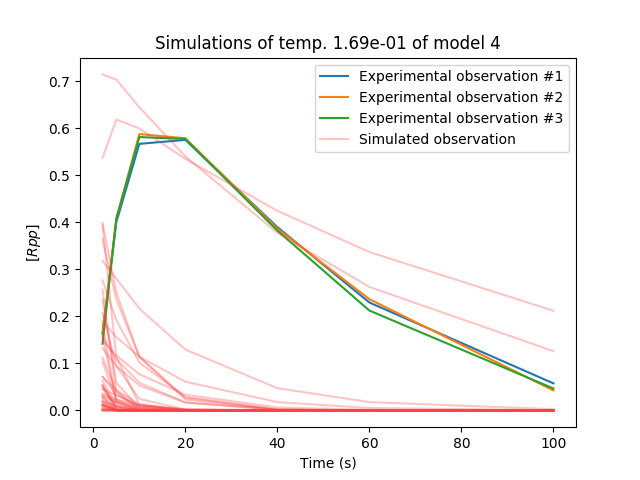 Simulations of temp. 1.69e-01 of model 4
Experimental observation #1
Experimental observation #2
Experimental observation #3
Simulated observation
[Rpp]
0.7
0.6
0.5
0.4
0.3
0.2
0.1
0.0
0 20 40 60 80 100
Time (s)